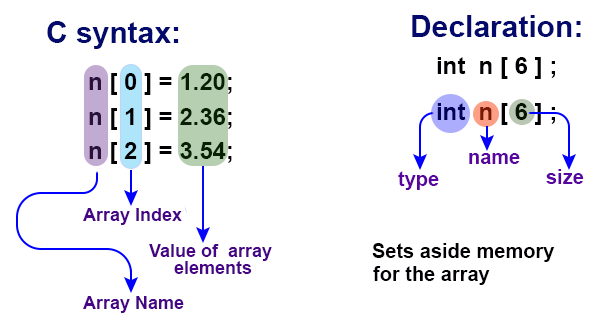 C syntax:
n [ 0 ] = 1.20;
n [ 1 ] = 2.36;
n [ 2 ] = 3.54;
Array Index
Value of array
elements
Array Name
Declaration:
int n [ 6 ] ;
int n [ 6 ] ;
name
type
size
Sets aside memory
for the array